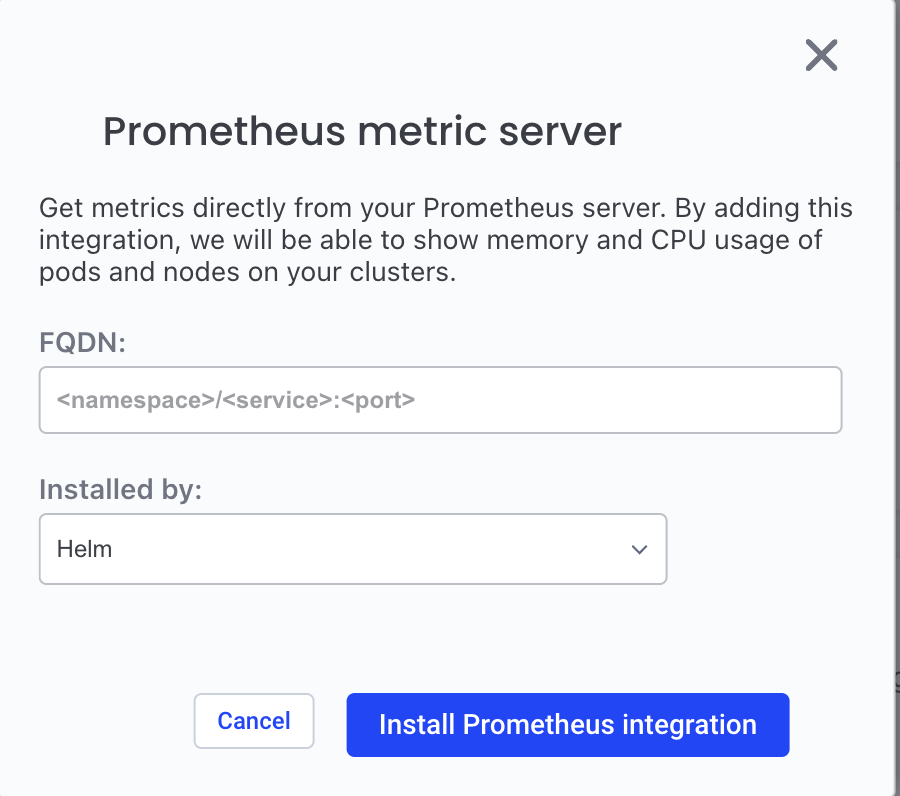 Prometheus metric server
Get metrics directly from your Prometheus server. By adding this
integration, we will be able to show memory and CPU usage of
pods and nodes on your clusters.
FQDN:
<namespace>/<service>:<port>
Installed by:
Helm
Cancel
Install Prometheus integration